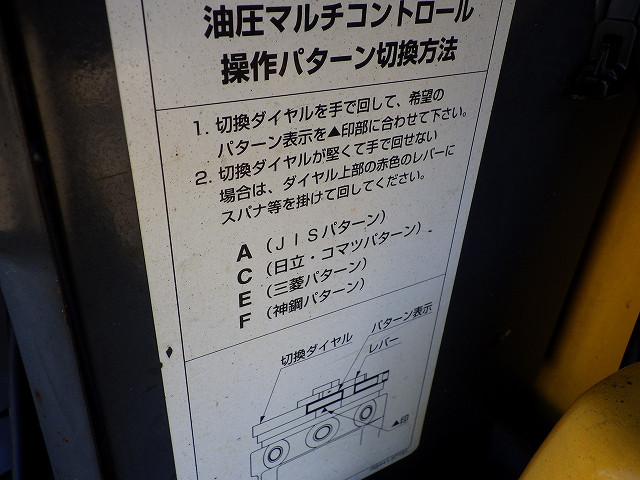 油圧マルチコントロール
操作パターン切換方法
1. 切換ダイヤルを手で回して、希望の
パターン表示を▲印部に合わせて下さい。
2. 切換ダイヤルが堅くて手で回せない
場合は、ダイヤル上部の赤色のレバーに
スパナ等を掛けて回してください。
A （ＪＩＳパターン）
C （日立・コマツパターン）
E （三菱パターン）
F （神鋼パターン）
切換ダイヤル
パターン表示
レバー
▲印